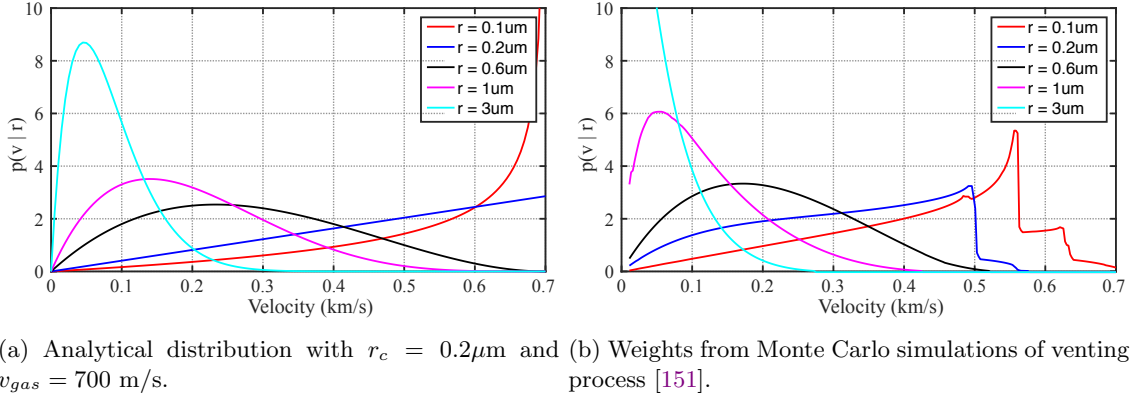 10
8
6
4
2
0
p(v | r)
0
0.1
0.2
0.3
0.4
0.5
0.6
0.7
Velocity (km/s)
r = 0.1um
r = 0.2um
r = 0.6um
r = 1um
r = 3um
10
8
6
4
2
0
p(v | r)
0
0.1
0.2
0.3
0.4
0.5
0.6
0.7
Velocity (km/s)
r = 0.1um
r = 0.2um
r = 0.6um
r = 1um
r = 3um
(a) Analytical distribution with r_c = 0.2μm and
v_{gas} = 700 m/s.
(b) Weights from Monte Carlo simulations of venting
process [151].